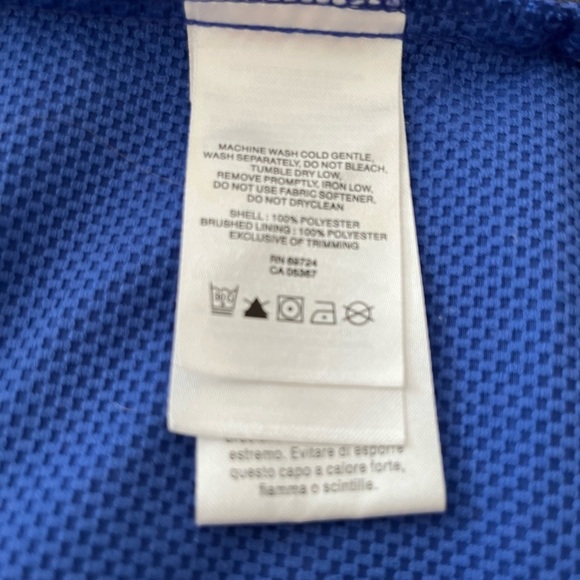 MACHINE WASH COLD GENTLE,
WASH SEPARATELY, DO NOT BLEACH.
TUMBLE DRY LOW,
REMOVE PROMPTLY, IRON LOW,
DO NOT USE FABRIC SOFTENER,
DO NOT DRYCLEAN
SHELL : 100% POLYESTER
BRUSHED LINING : 100% POLYESTER
EXCLUSIVE OF TRIMMING
RN 69724
CA 05367
30C
estremo. Evitare di esporre
questo capo a calore forte,
fiamma o scintille.